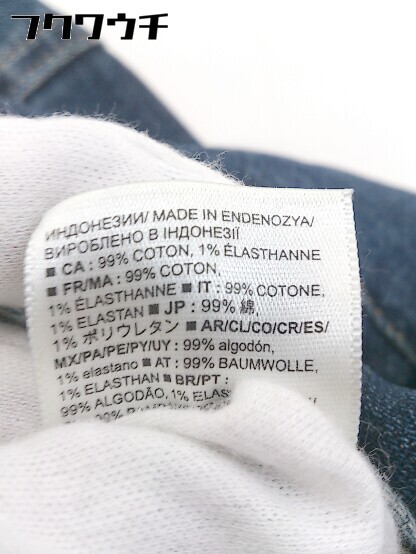 フクワウチ
ИНДОНЕЗИИ/ MADE IN ENDENOZYA/
ВИРОБЛЕНО В ІНДОНЕЗІЇ
■ CA : 99% COTON, 1% ÉLASTHANNE
■ FR/MA : 99% COTON,
1% ÉLASTHANNE ■ IT : 99% COTONE,
1% ELASTAN ■ JP : 99% 綿,
1% ポリウレタン ■ AR/CL/CO/CR/ES/
MX/PA/PE/PY/UY : 99% algodón,
1% elastano ■ AT : 99% BAUMWOLLE,
1% ELASTHAN ■ BR/PT :
99% ALGODÃO, 1% ELAS